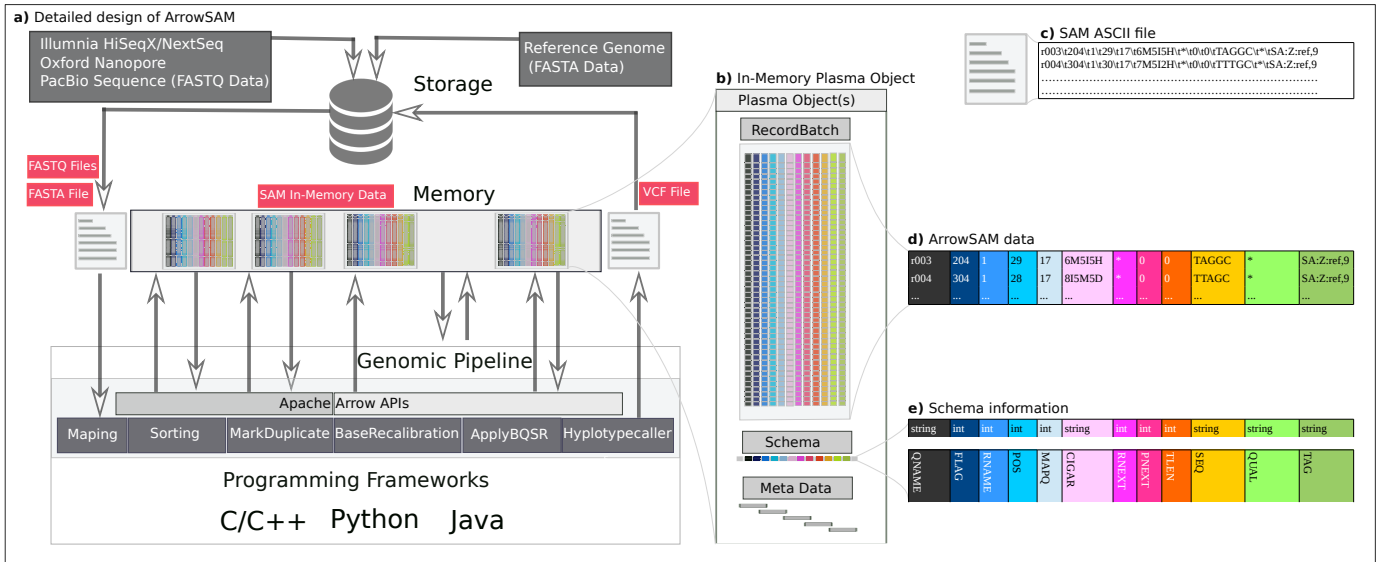 a) Detailed design of ArrowSAM
Illumnia HiSeqX/NextSeq
Oxford Nanopore
PacBio Sequence (FASTQ Data)
Reference Genome
(FASTA Data)
Storage
FASTQ Files
FASTA File
SAM In-Memory Data
Memory
VCF File
Genomic Pipeline
Apache Arrow APIs
Maping
Sorting
MarkDuplicate
BaseRecalibration
ApplyBQSR
Hyplotypecaller
Programming Frameworks
C/C++ Python Java
b) In-Memory Plasma Object
Plasma Object(s)
RecordBatch
Schema
Meta Data
c) SAM ASCII file
r003\t204\t1\t29\t17\t6M5I5H\t*\t0\t0\tTAGGC\t*\tSA:Z:ref,9
r004\t304\t1\t30\t17\t7M5I2H\t*\t0\t0\tTTTGC\t*\tSA:Z:ref,9
d) ArrowSAM data
r003 204 1 29 17 6M5I5H * 0 0 TAGGC * SA:Z:ref,9
r004 304 1 28 17 8I5M5D * 0 0 TTAGC * SA:Z:ref,9
... ... ... ... ... ... ... ... ... ... ... ...
e) Schema information
string int int int int string int int int string string string
QNAME FLAG RNAME POS MAPQ CIGAR RNEXT PNEXT TLEN SEQ QUAL TAG